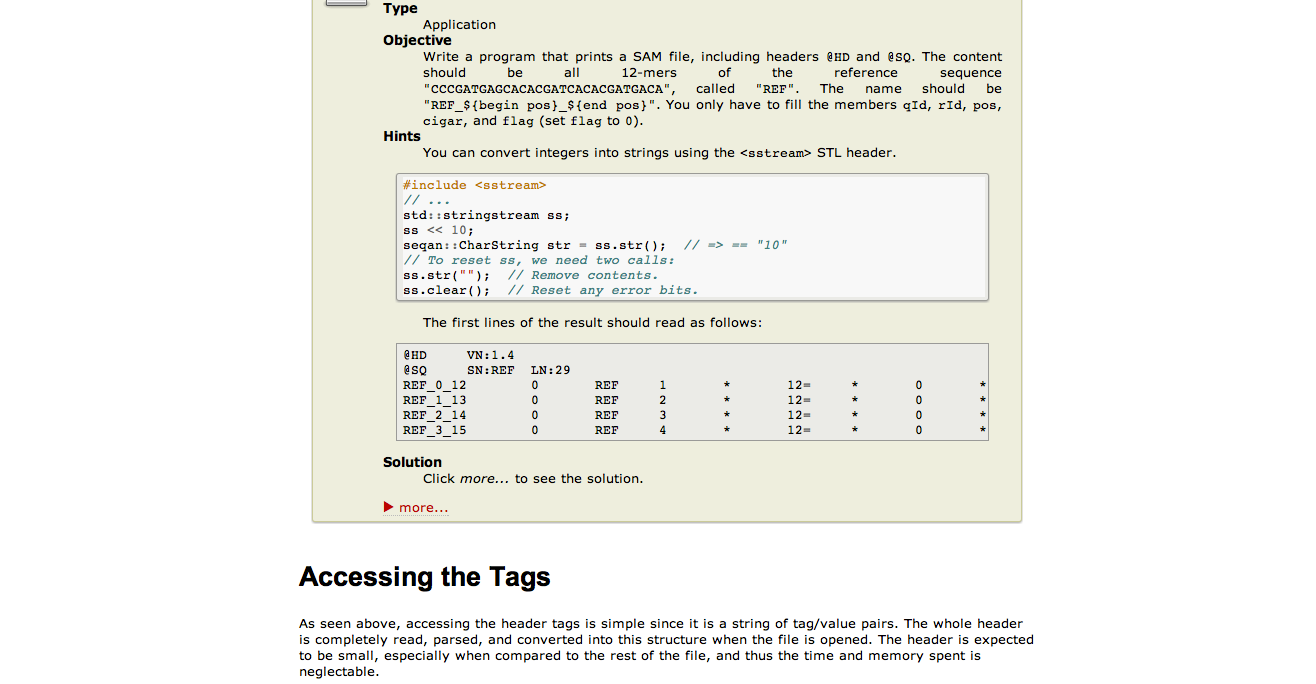 Type
Application
Objective
Write a program that prints a SAM file, including headers @HD and @SQ. The content
should be all 12-mers of the reference sequence
"CCCGATGAGCACACGATCACACGATGACA", called "REF". The name should be
"REF_${begin pos}_${end pos}". You only have to fill the members qId, rId, pos,
cigar, and flag (set flag to 0).
Hints
You can convert integers into strings using the <sstream> STL header.
#include <sstream>
// ...
std::stringstream ss;
ss << 10;
seqan::CharString str = ss.str();  // => == "10"
// To reset ss, we need two calls:
ss.str("");  // Remove contents.
ss.clear();  // Reset any error bits.
The first lines of the result should read as follows:
@HD     VN:1.4
@SQ     SN:REF  LN:29
REF_0_12        0       REF     1       *       12=     *       0       *
REF_1_13        0       REF     2       *       12=     *       0       *
REF_2_14        0       REF     3       *       12=     *       0       *
REF_3_15        0       REF     4       *       12=     *       0       *
Solution
Click more... to see the solution.
more...
Accessing the Tags
As seen above, accessing the header tags is simple since it is a string of tag/value pairs. The whole header
is completely read, parsed, and converted into this structure when the file is opened. The header is expected
to be small, especially when compared to the rest of the file, and thus the time and memory spent is
neglectable.